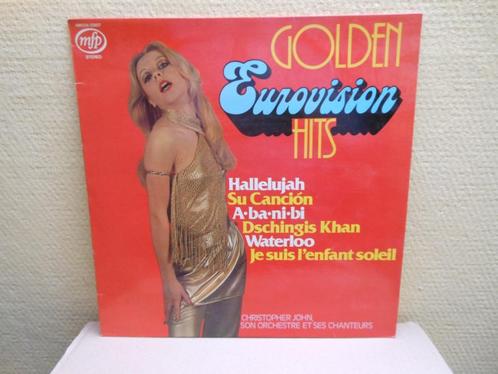 mfp
STEREO
GOLDEN
Eurovision
HITS
Hallelujah
Su Canción
A·ba·ni·bi
Dschingis Khan
Waterloo
Je suis l'enfant soleil
CHRISTOPHER JOHN,
SON ORCHESTRE ET SES CHANTEURS